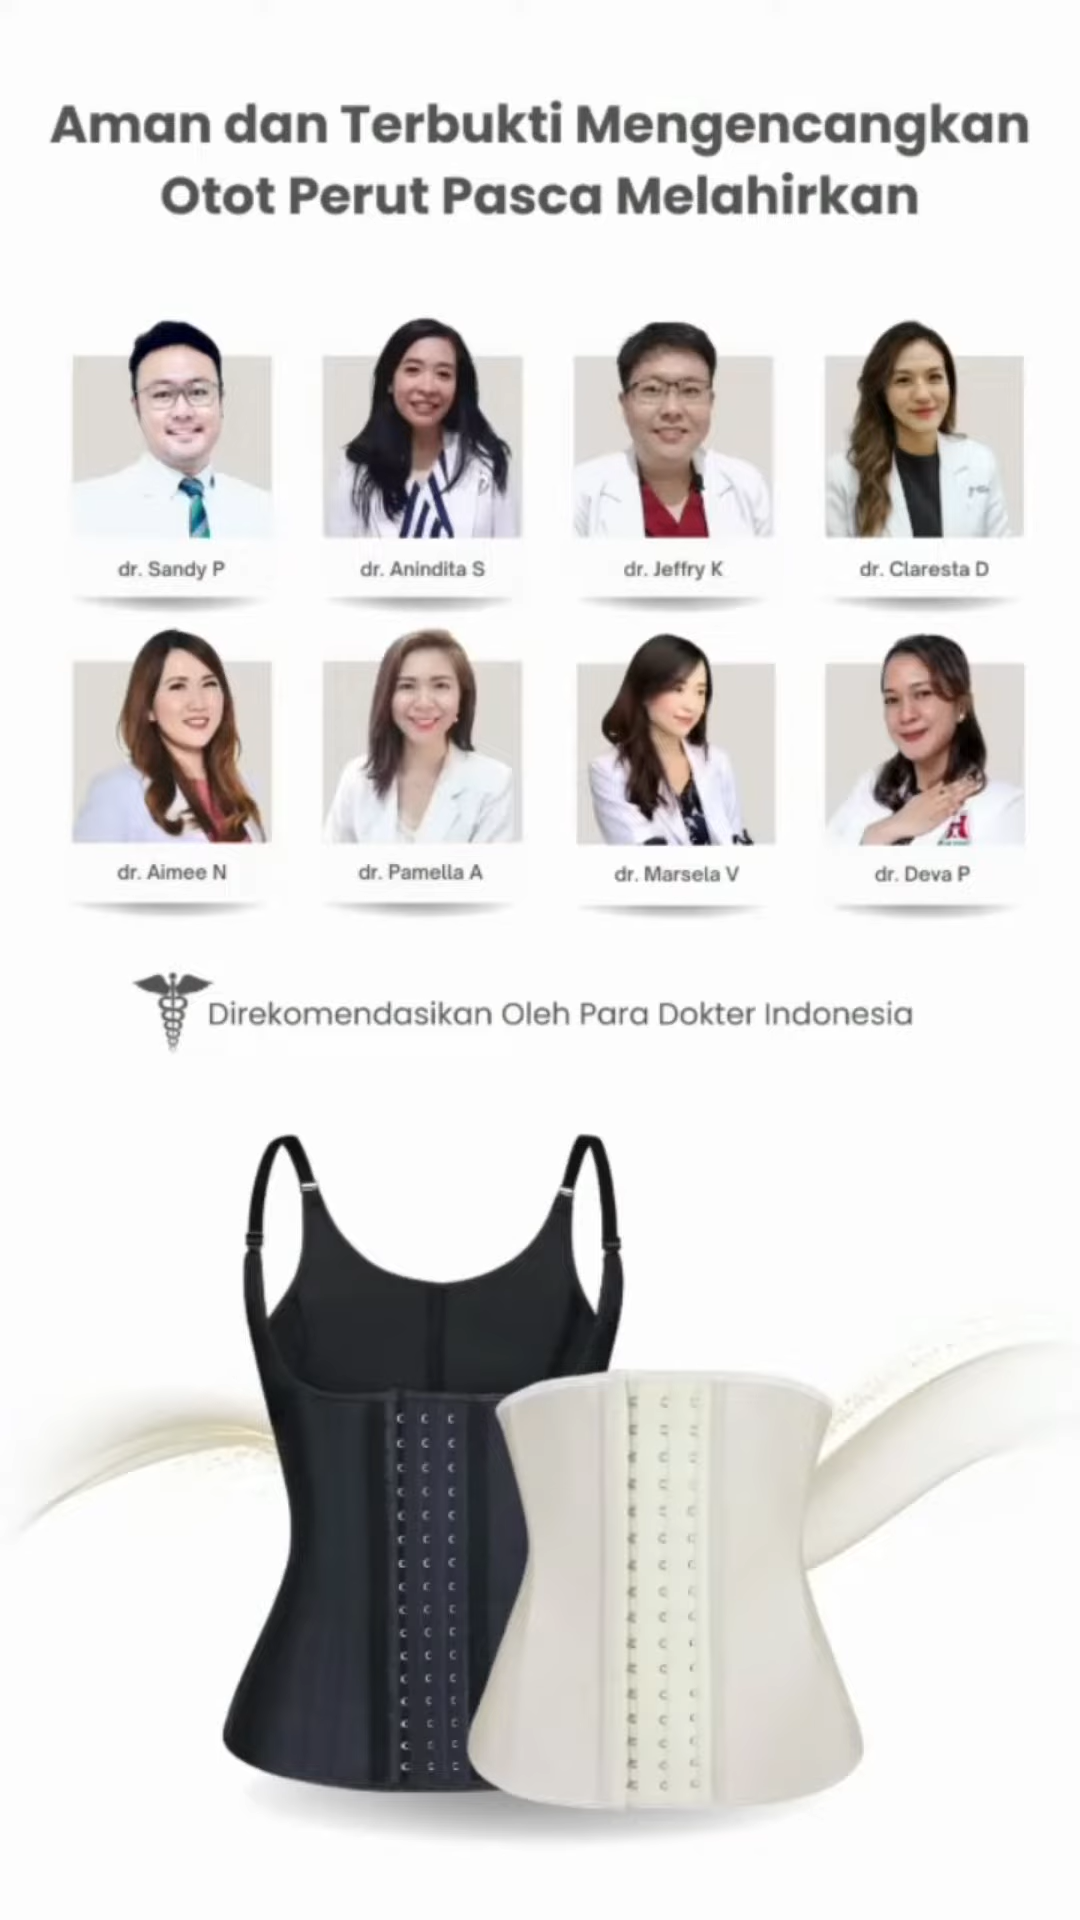 Aman dan Terbukti Mengencangkan
Otot Perut Pasca Melahirkan
dr. Sandy P
dr. Anindita S
dr. Jeffry K
dr. Claresta D
dr. Aimee N
dr. Pamella A
dr. Marsela V
dr. Deva P
Direkomendasikan Oleh Para Dokter Indonesia